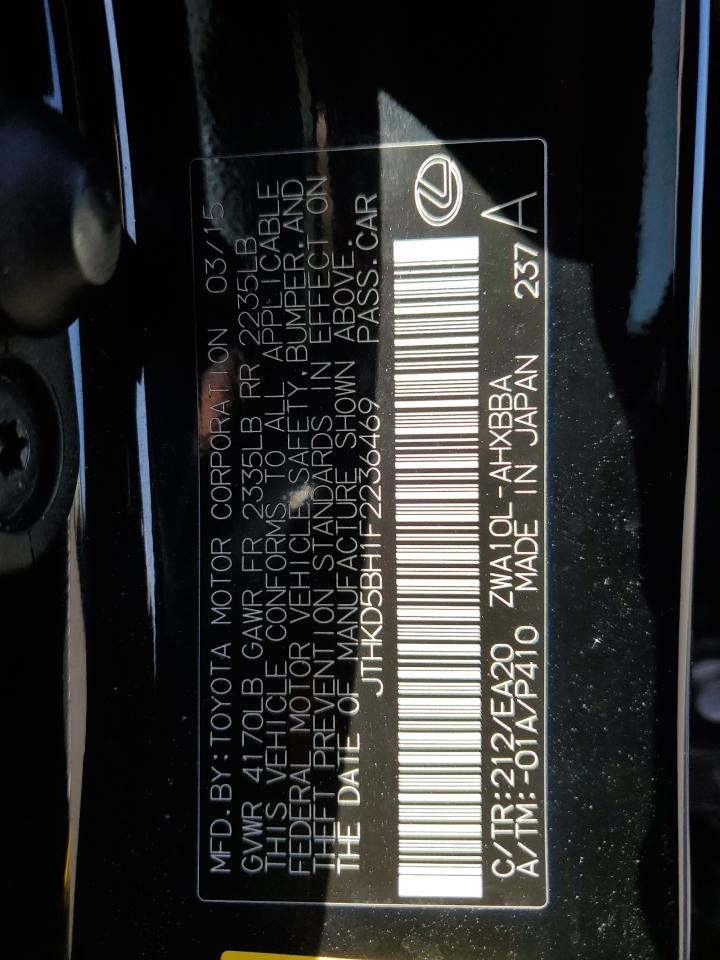 MFD. BY: TOYOTA MOTOR CORPORATION 03/15
GVWR 4170LB GAWR FR 2335LB RR 2235LB
THIS VEHICLE CONFORMS TO ALL APPLICABLE
FEDERAL MOTOR VEHICLE SAFETY, BUMPER, AND
THEFT PREVENTION STANDARDS IN EFFECT ON
THE DATE OF MANUFACTURE SHOWN ABOVE.
JTHKD5BH1F2236469 PASS. CAR
C/TR: 212/EA20 ZWA10L-AHXBBA
A/TM: -01A/P410 MADE IN JAPAN 237 A